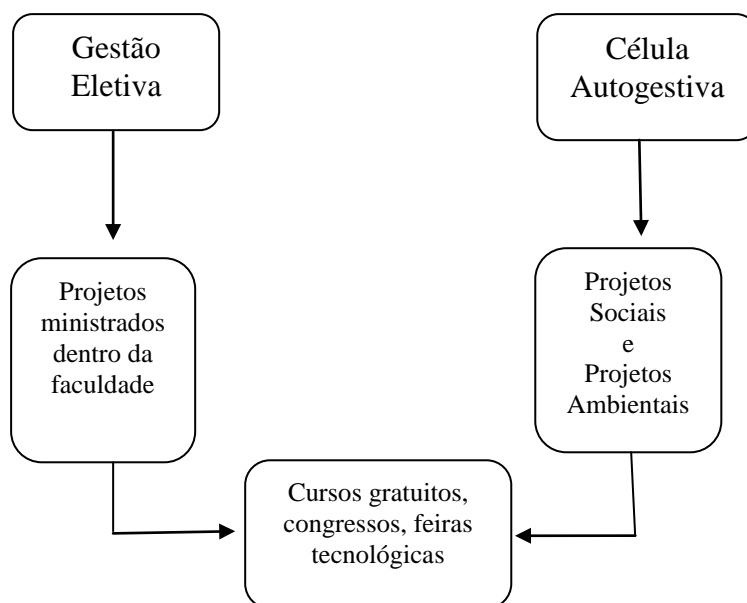 Gestão
Eletiva
Célula
Autogestiva
Projetos
ministrados
dentro da
faculdade
Projetos
Sociais
e
Projetos
Ambientais
Cursos gratuitos,
congressos, feiras
tecnológicas